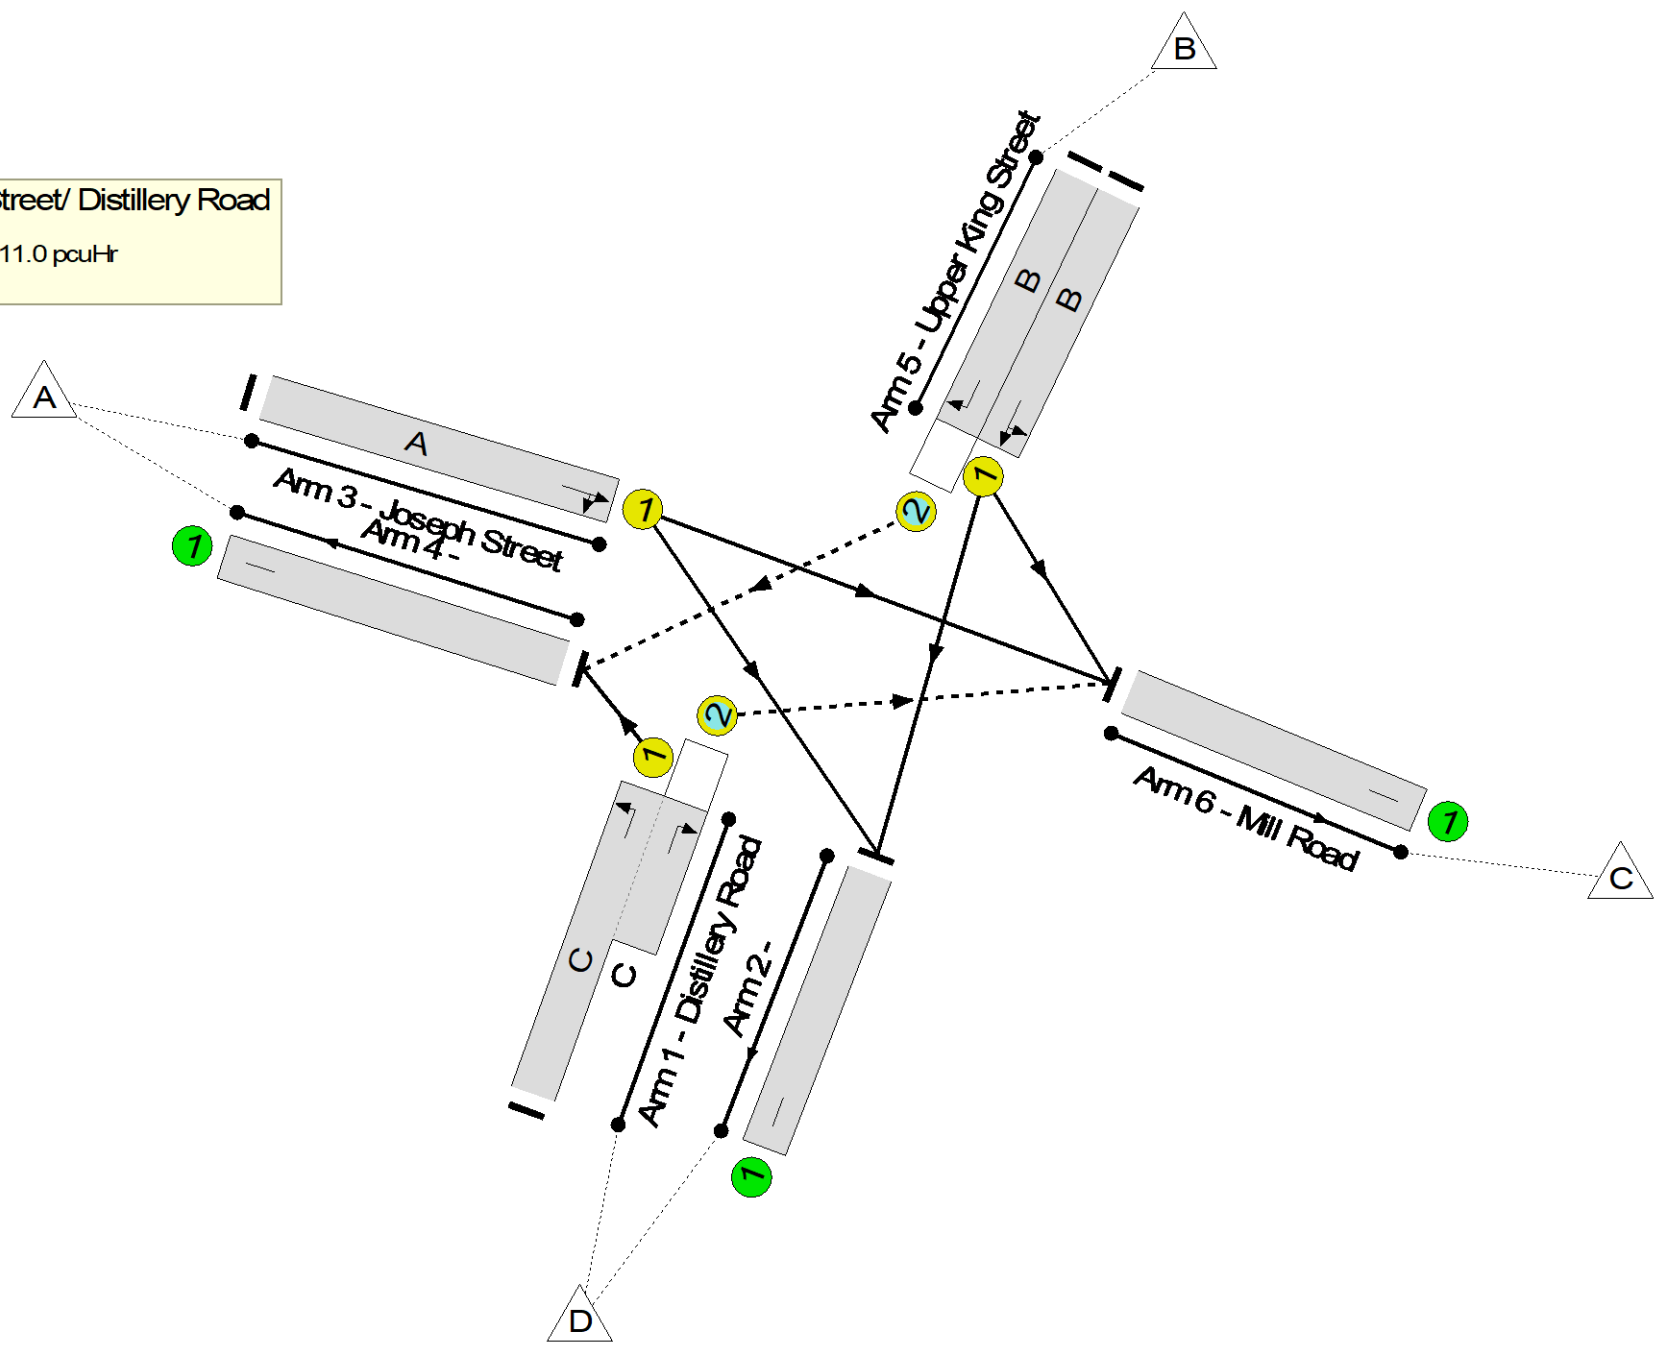 B
treet/ Distillery Road
11.0 pcuHr
Arm 5 - Upper King Street
B
B
A
A
Arm 3 - Joseph Street
Arm 4 -
1
1
1
2
2
1
Arm 6 - Mill Road
1
C
C
C
Arm 1 - Distillery Road
Arm 2 -
1
D